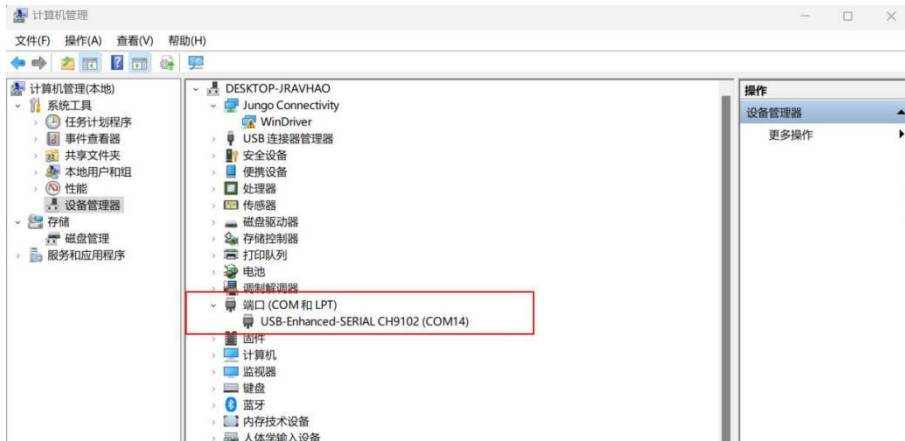 计算机管理
文件(F) 操作(A) 查看(V) 帮助(H)
计算机管理(本地)
系统工具
任务计划程序
事件查看器
共享文件夹
本地用户和组
性能
设备管理器
存储
磁盘管理
服务和应用程序
DESKTOP-JRAVHAO
Jungo Connectivity
WinDriver
USB 连接器管理器
安全设备
便携设备
处理器
传感器
磁盘驱动器
存储控制器
打印队列
电池
调制解调器
端口 (COM 和 LPT)
USB-Enhanced-SERIAL CH9102 (COM14)
固件
计算机
监视器
键盘
蓝牙
内存技术设备
人体学输入设备
操作
设备管理器
更多操作